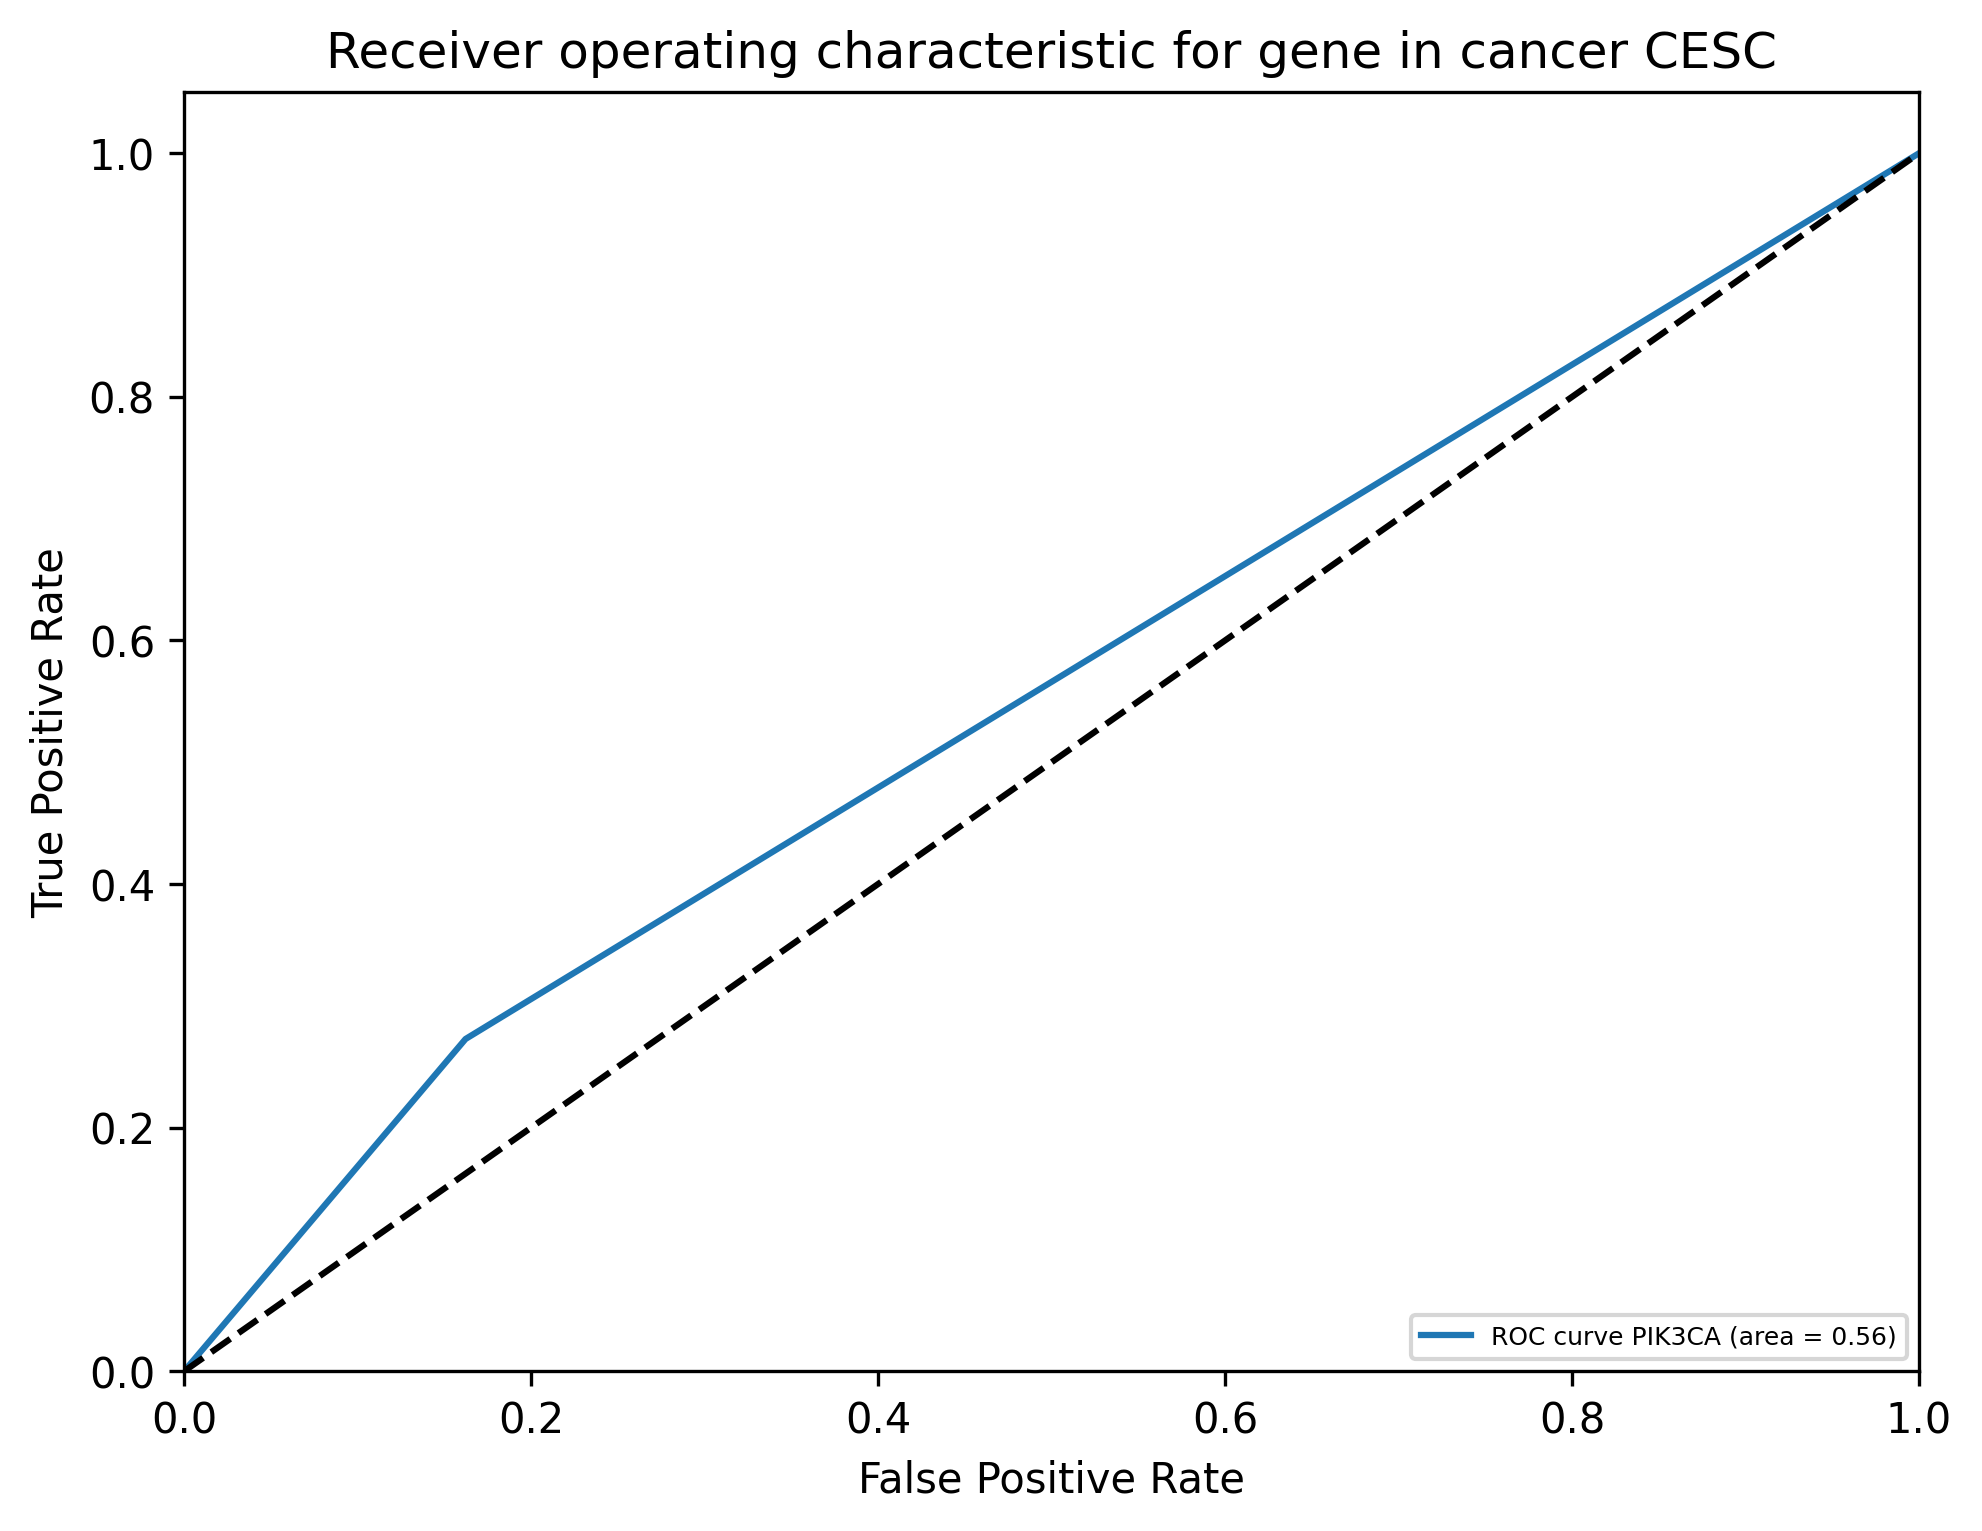 Receiver operating characteristic for gene in cancer CESC
1.0
0.8
0.6
0.4
0.2
0.0
True Positive Rate
0.0 0.2 0.4 0.6 0.8 1.0
False Positive Rate
ROC curve PIK3CA (area = 0.56)